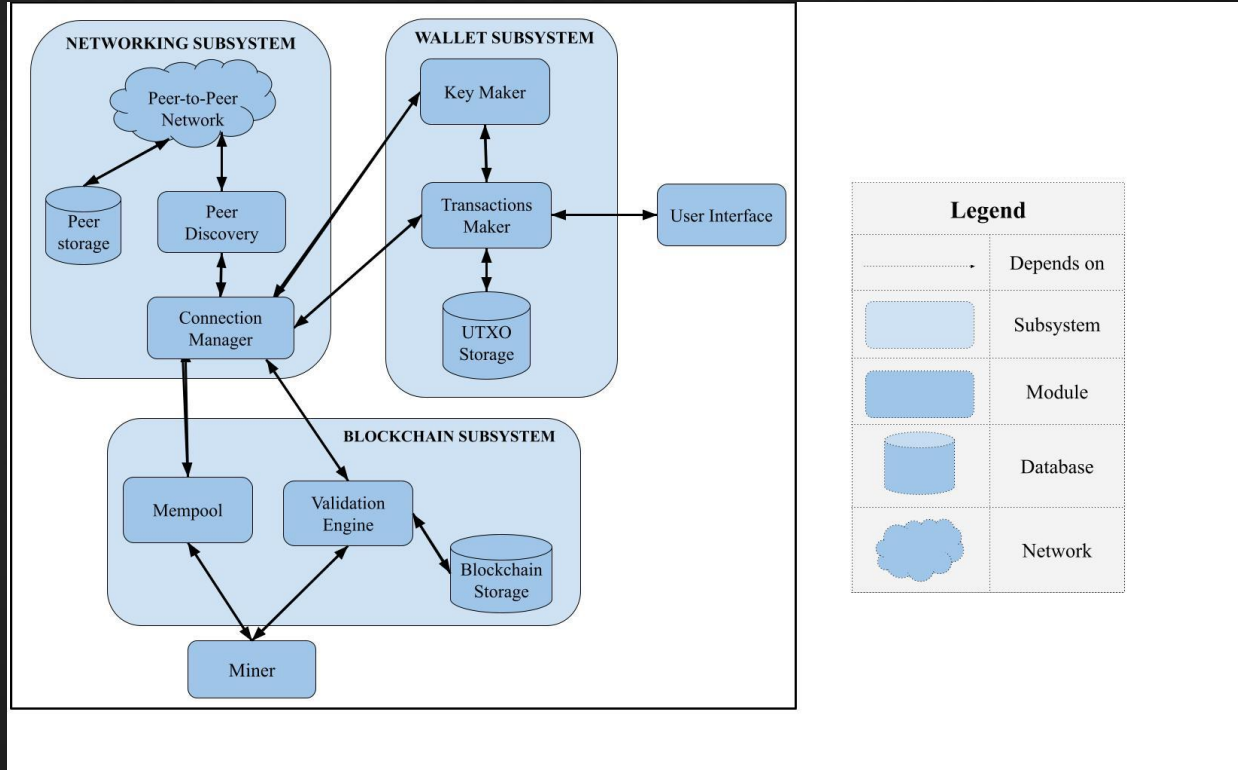 NETWORKING SUBSYSTEM
Peer-to-Peer
Network
Peer
storage
Peer
Discovery
Connection
Manager
WALLET SUBSYSTEM
Key Maker
Transactions
Maker
UTXO
Storage
User Interface
BLOCKCHAIN SUBSYSTEM
Mempool
Validation
Engine
Blockchain
Storage
Miner
Legend
Depends on
Subsystem
Module
Database
Network